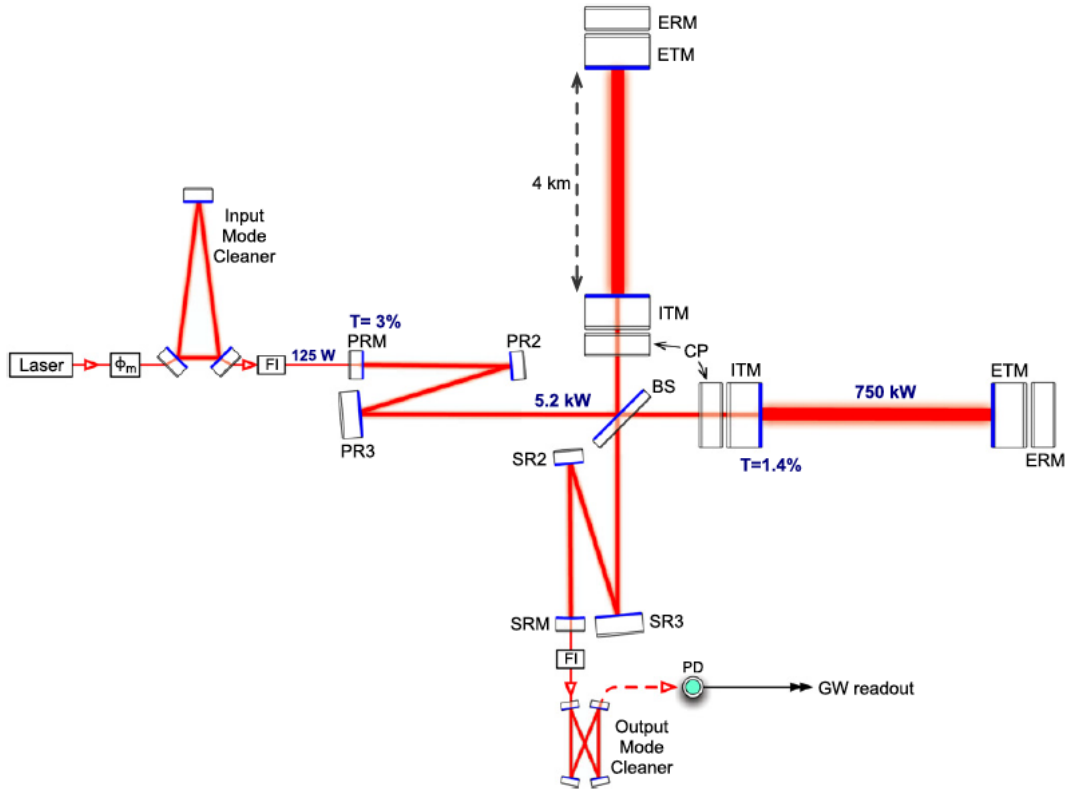 ERM
ETM
4 km
Input
Mode
Cleaner
ITM
T= 3%
PRM
PR2
CP
ITM
ETM
Laser
ϕm
FI
125 W
BS
750 kW
5.2 kW
PR3
SR2
T=1.4%
ERM
SRM
SR3
FI
PD
GW readout
Output
Mode
Cleaner